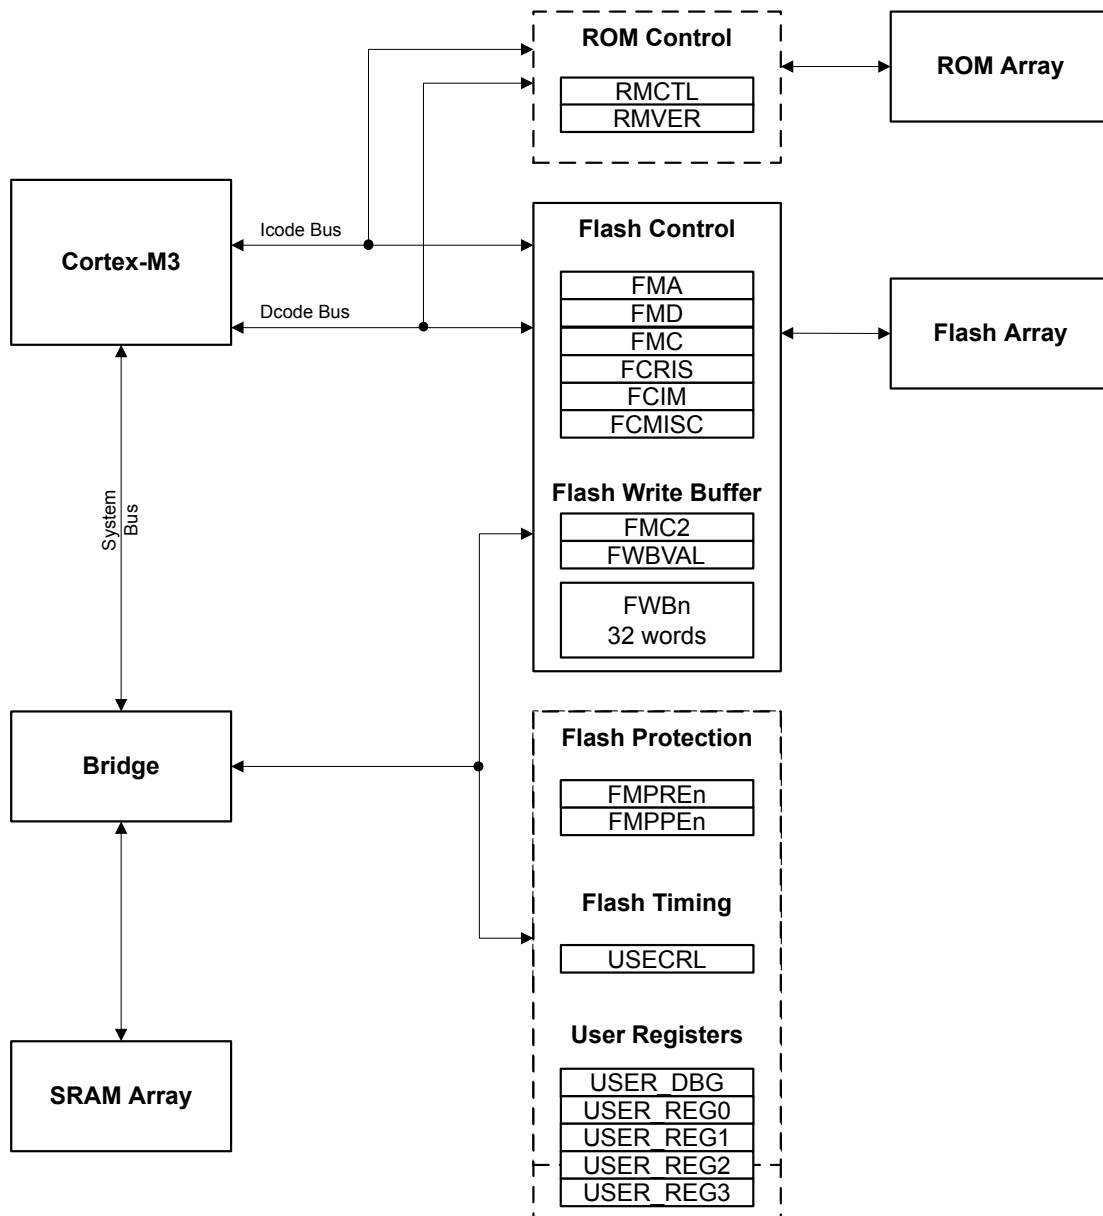 ROM Control
RMCTL
RMVER
ROM Array
Cortex-M3
Icode Bus
Dcode Bus
Flash Control
FMA
FMD
FMC
FCRIS
FCIM
FCMISC
Flash Array
Flash Write Buffer
FMC2
FWBVAL
FWBn
32 words
System
Bus
Bridge
Flash Protection
FMPREn
FMPPEn
Flash Timing
USECRL
User Registers
USER_DBG
USER_REG0
USER_REG1
USER_REG2
USER_REG3
SRAM Array